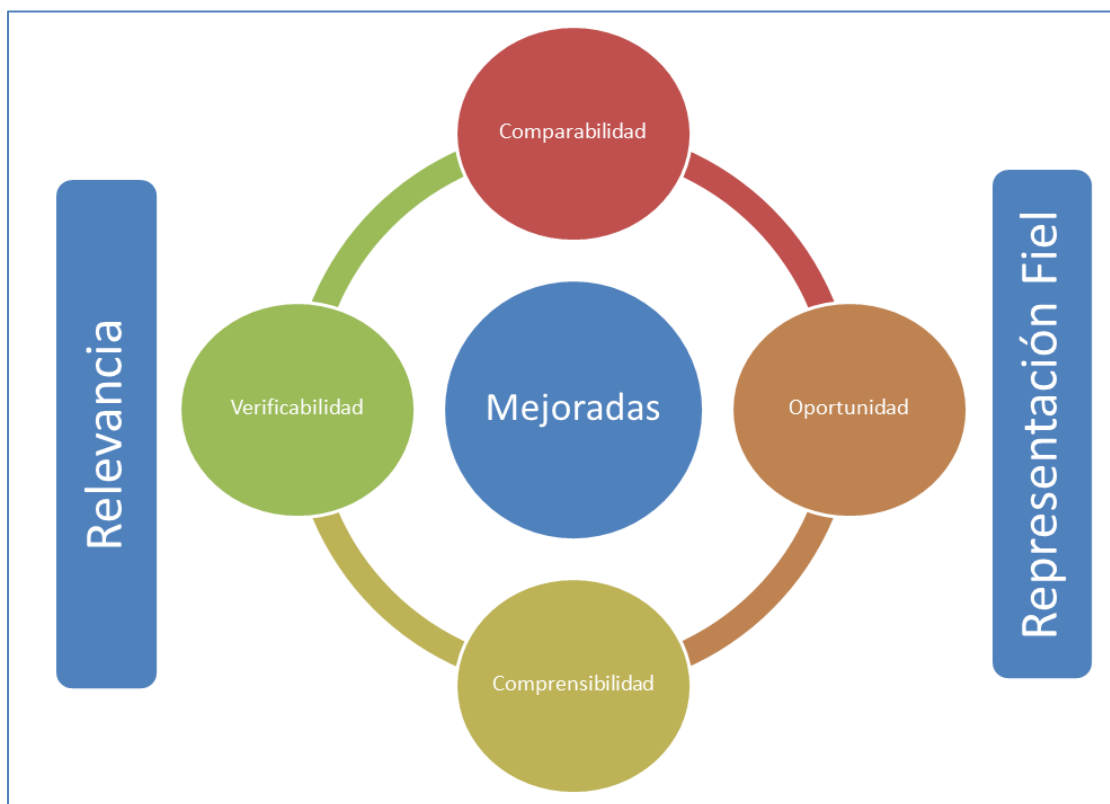 Comparabilidad
Relevancia
Verificabilidad
Mejoradas
Oportunidad
Representación Fiel
Comprensibilidad